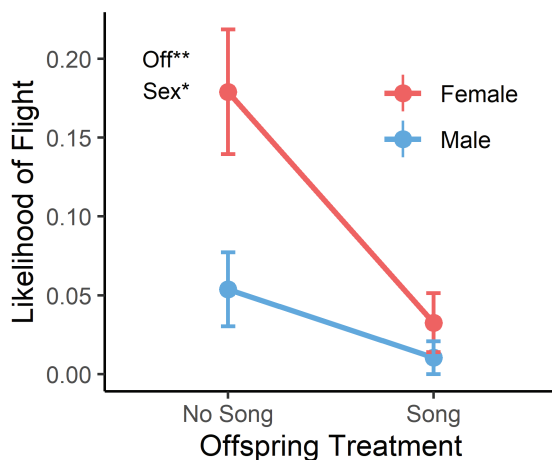 Off**
Sex*
Female
Male
Likelihood of Flight
0.20
0.15
0.10
0.05
0.00
No Song
Song
Offspring Treatment